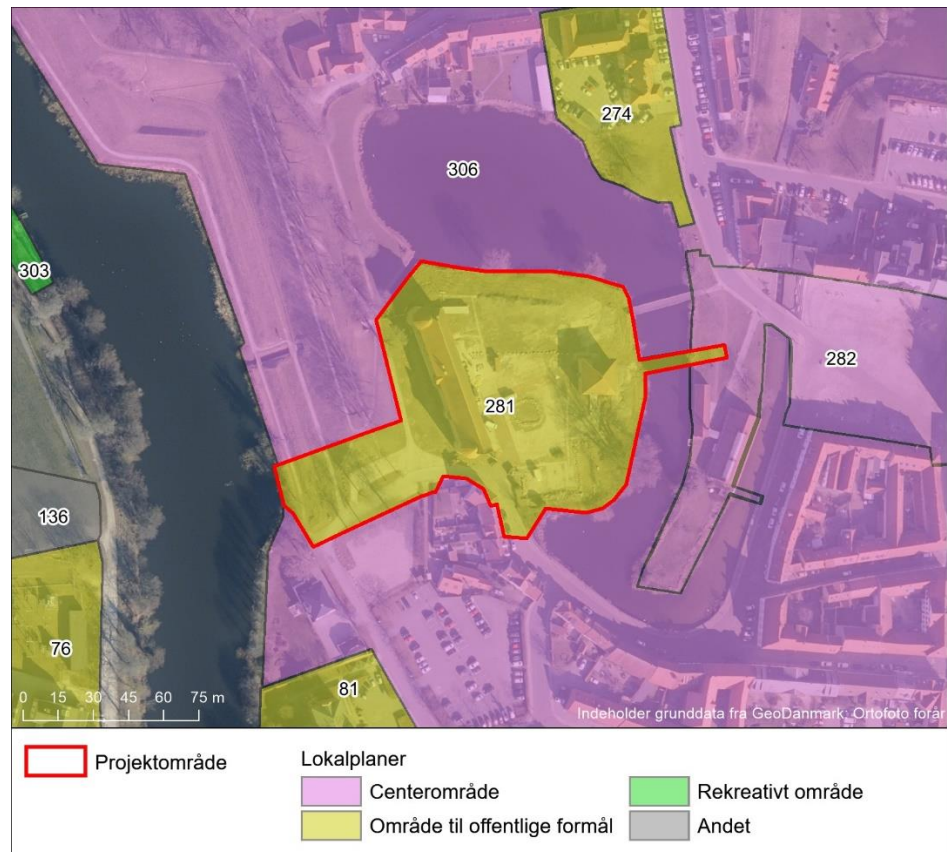 274
306
303
282
281
136
76
81
0 15 30 45 60 75 m
Indeholder grunddata fra GeoDanmark: Ortofoto forår
Projektområde
Lokalplaner
Centerområde
Område til offentlige formål
Rekreativt område
Andet